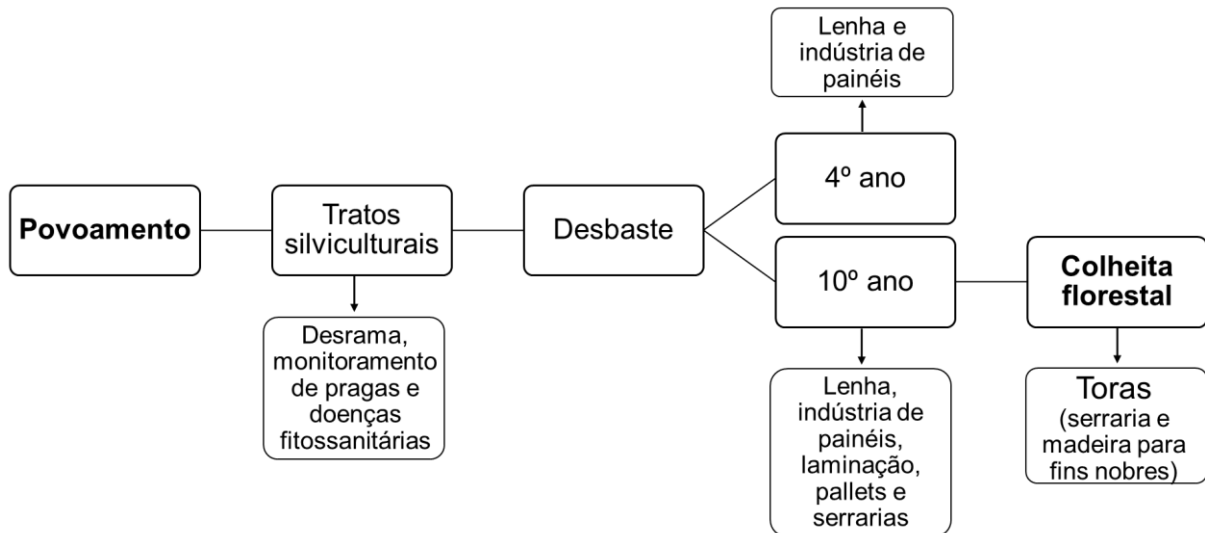 Povoamento
Tratos
silviculturais
Desrama,
monitoramento
de pragas e
doenças
fitossanitárias
Desbaste
4º ano
Lenha e
indústria de
painéis
10º ano
Lenha,
indústria de
painéis,
laminação,
pallets e
serrarias
Colheita
florestal
Toras
(serraria e
madeira para
fins nobres)